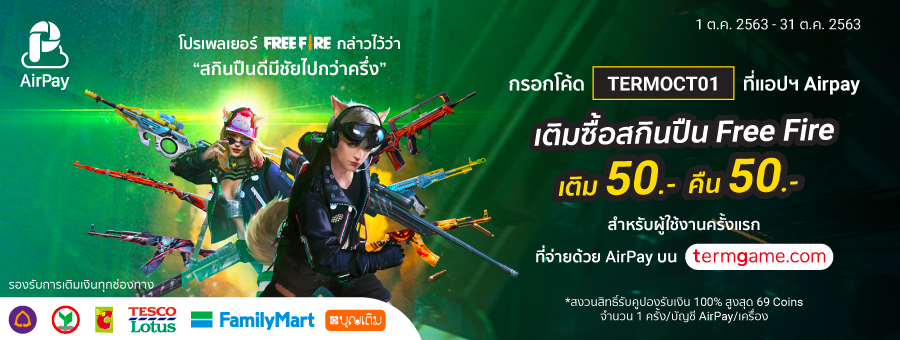 1 ต.ค. 2563 - 31 ต.ค. 2563
AirPay
โปรเพลเยอร์ FREE FIRE กล่าวไว้ว่า
“สกินปืนดีมีชัยไปกว่าครึ่ง”
กรอกโค้ด TERMOCT01 ที่แอปฯ Airpay
เติมซื้อสกินปืน Free Fire
เติม 50.- คืน 50.-
สำหรับผู้ใช้งานครั้งแรก
ที่จ่ายด้วย AirPay บน termgame.com
*สงวนสิทธิ์รับคูปองรับเงิน 100% สูงสุด 69 Coins
จำนวน 1 ครั้ง/บัญชี AirPay/เครื่อง
รองรับการเติมเงินทุกช่องทาง
TESCO
Lotus
FamilyMart
บุญเติม